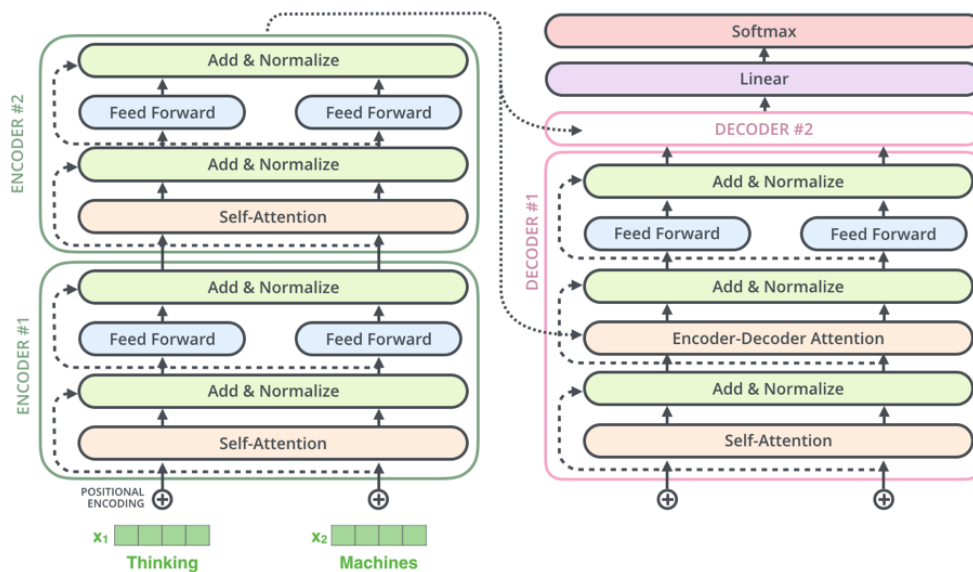 ENCODER #2
Add & Normalize
Feed Forward
Feed Forward
Add & Normalize
Self-Attention
ENCODER #1
Add & Normalize
Feed Forward
Feed Forward
Add & Normalize
Self-Attention
POSITIONAL
ENCODING
x1
x2
Thinking
Machines
Softmax
Linear
DECODER #2
DECODER #1
Add & Normalize
Feed Forward
Feed Forward
Add & Normalize
Encoder-Decoder Attention
Add & Normalize
Self-Attention